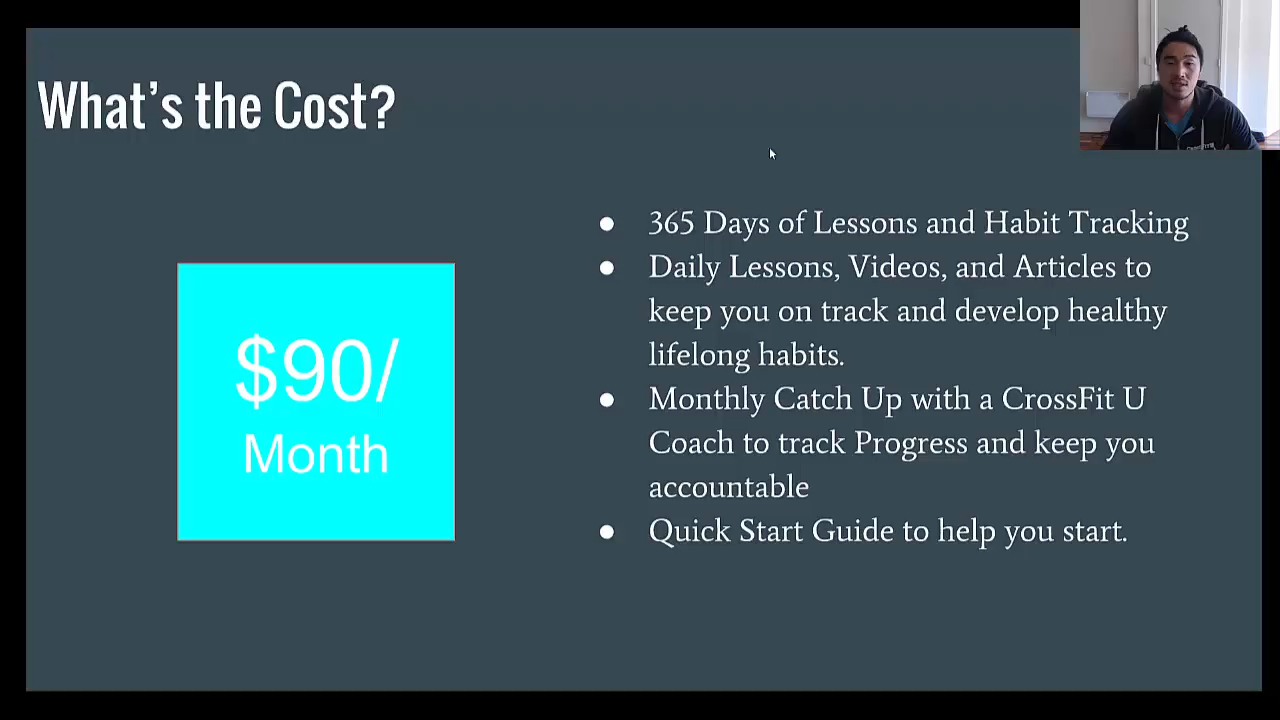 What's the Cost?
365 Days of Lessons and Habit Tracking
Daily Lessons, Videos, and Articles to
keep you on track and develop healthy
lifelong habits.
Monthly Catch Up with a CrossFit U
Coach to track Progress and keep you
accountable
Quick Start Guide to help you start.
$90/
Month